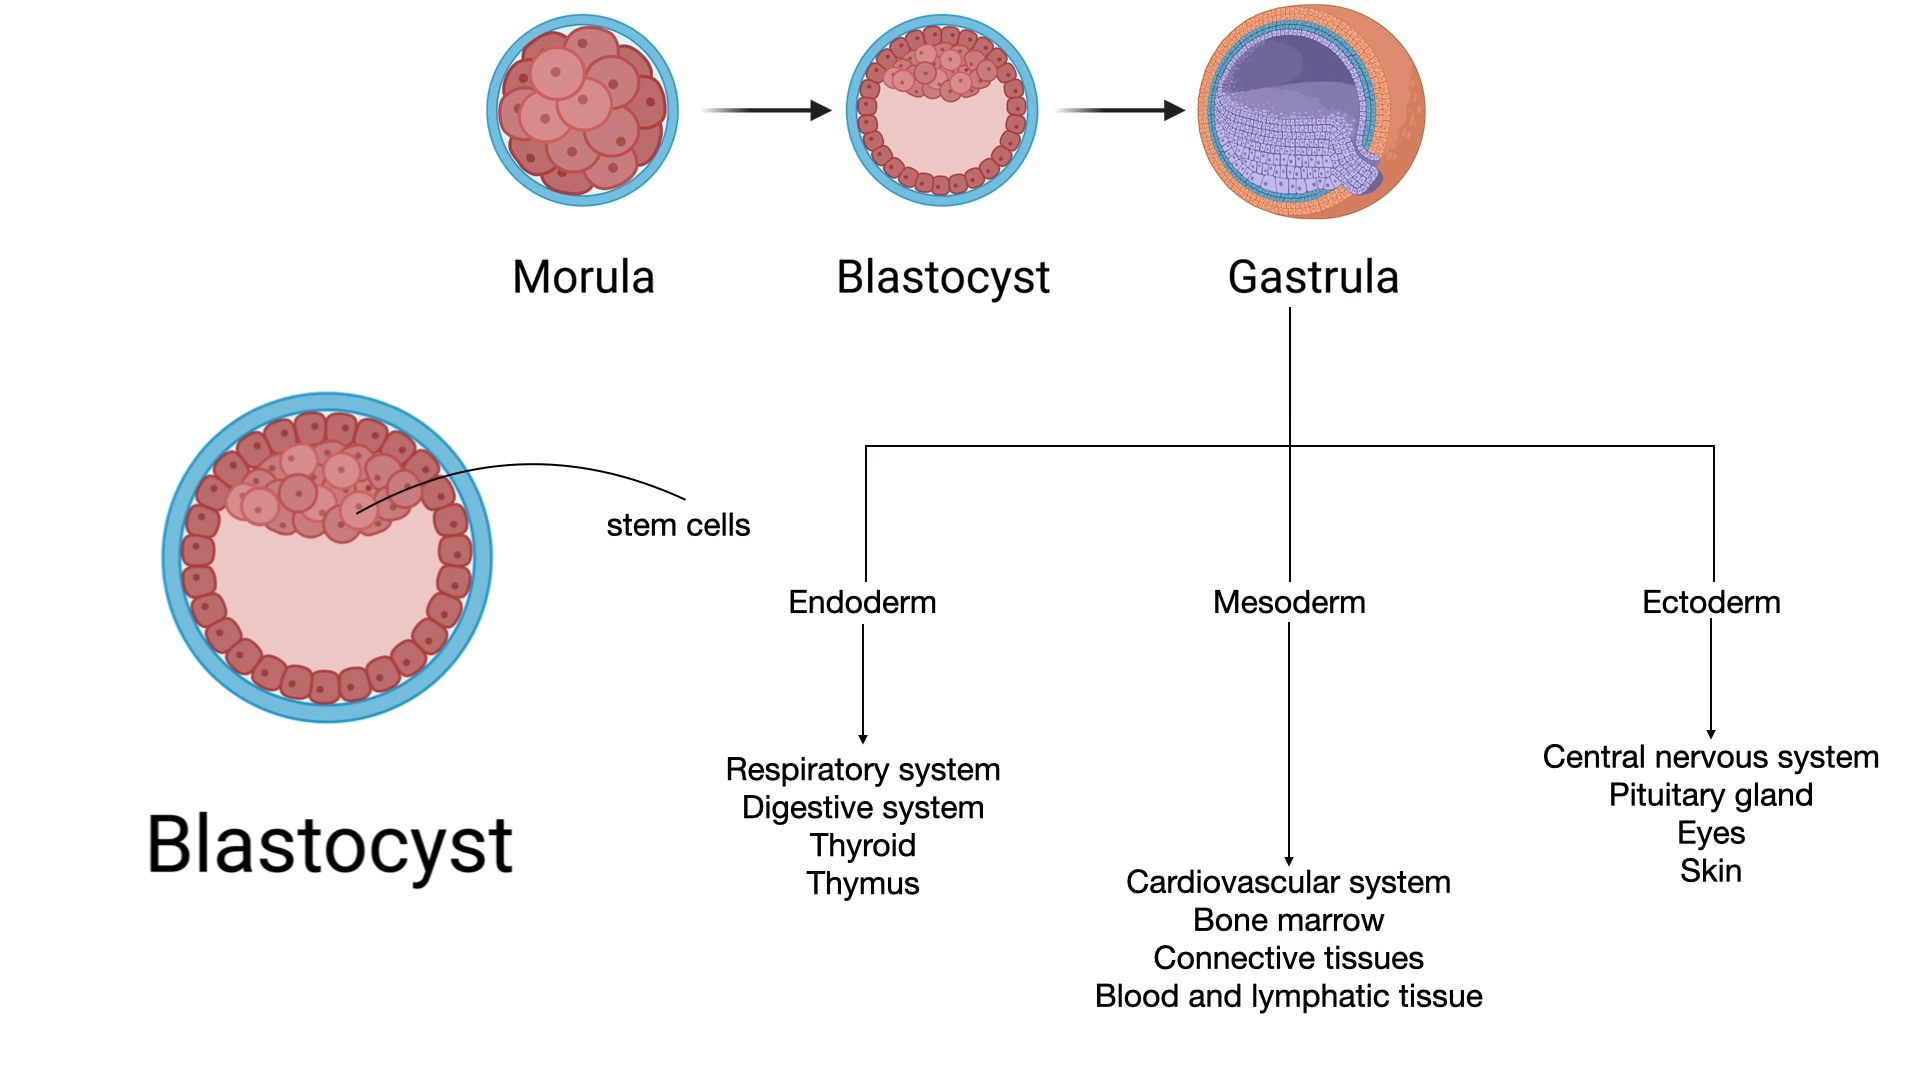 Morula
Blastocyst
Gastrula
stem cells
Blastocyst
Endoderm
Mesoderm
Ectoderm
Respiratory system
Digestive system
Thyroid
Thymus
Cardiovascular system
Bone marrow
Connective tissues
Blood and lymphatic tissue
Central nervous system
Pituitary gland
Eyes
Skin